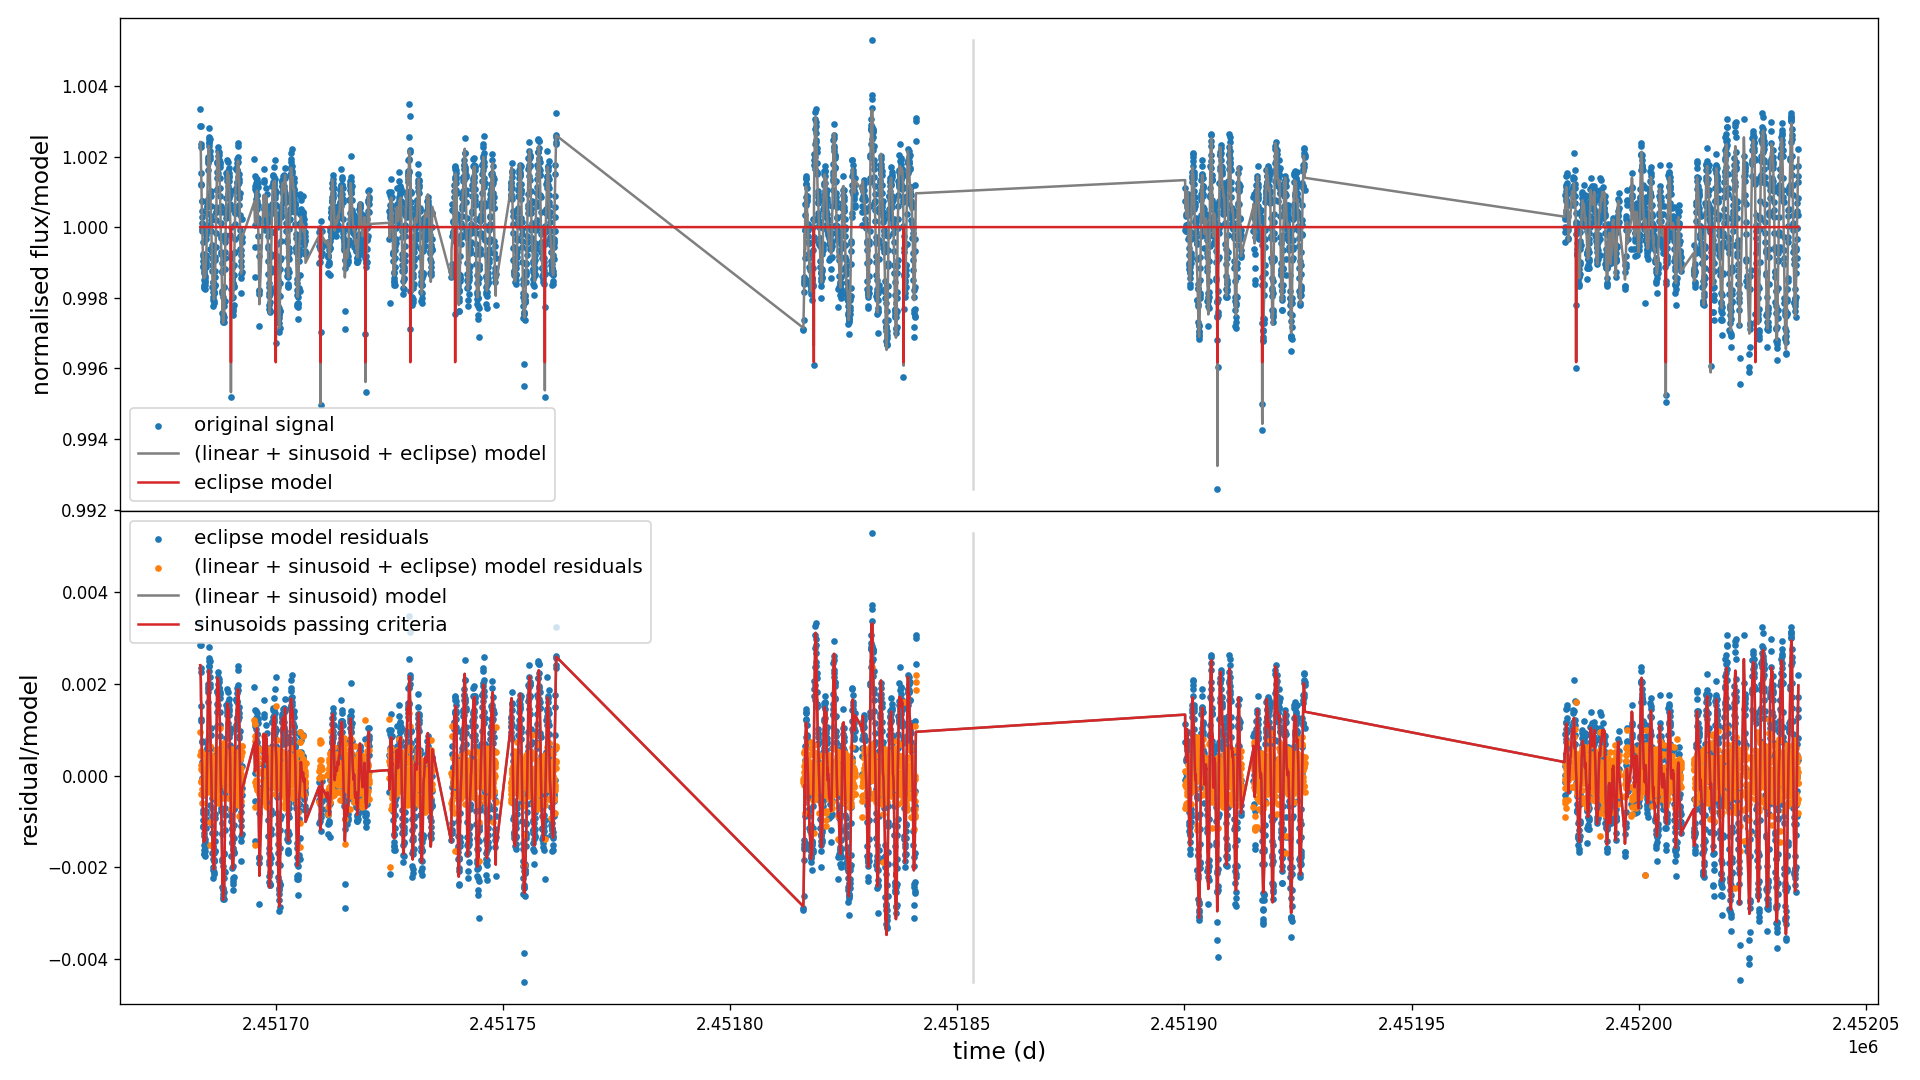 1.004
1.002
1.000
0.998
0.996
0.994
0.992
normalised flux/model
original signal
(linear + sinusoid + eclipse) model
eclipse model
0.004
0.002
0.000
−0.002
−0.004
residual/model
eclipse model residuals
(linear + sinusoid + eclipse) model residuals
(linear + sinusoid) model
sinusoids passing criteria
2.45170 2.45175 2.45180 2.45185 2.45190 2.45195 2.45200 2.45205
1e6
time (d)